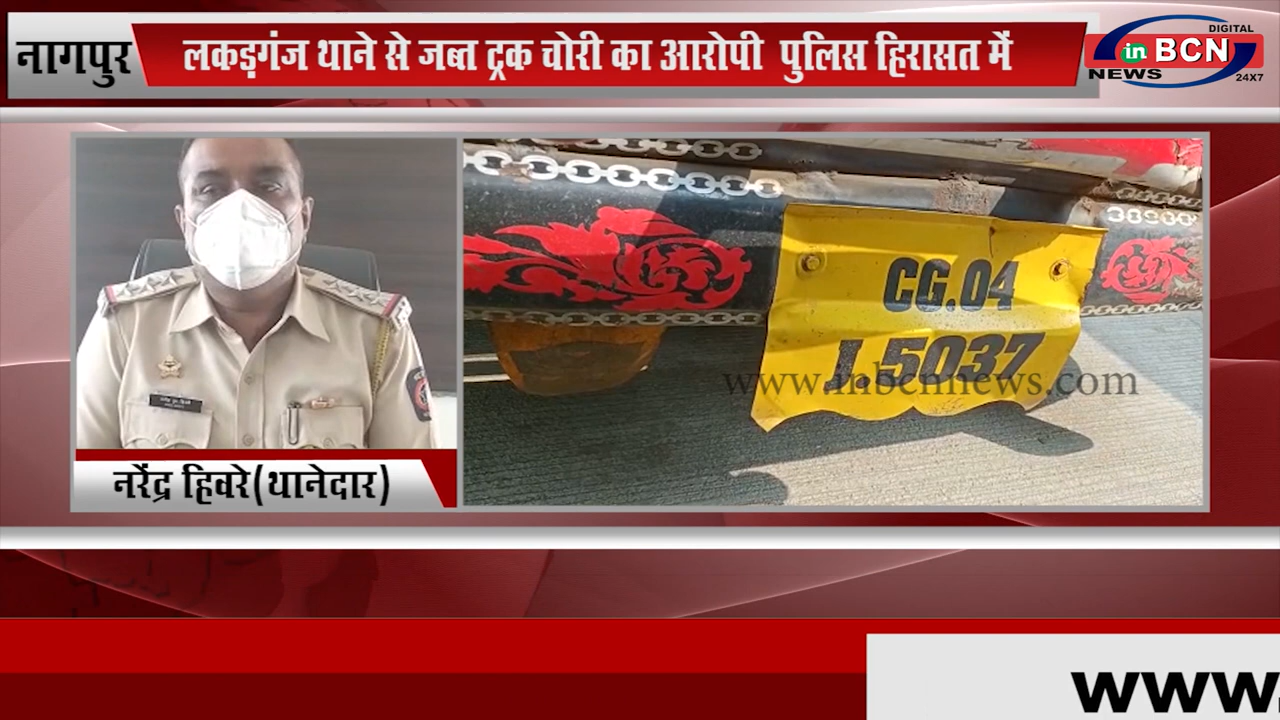 नागपुर
लकड़गंज थाने से जब्त ट्रक चोरी का आरोपी पुलिस हिरासत में
DIGITAL
in BCN
NEWS
24X7
CG.04
J.5037
www.inbcnnews.com
नरेंद्र हिवरे(थानेदार)
www.